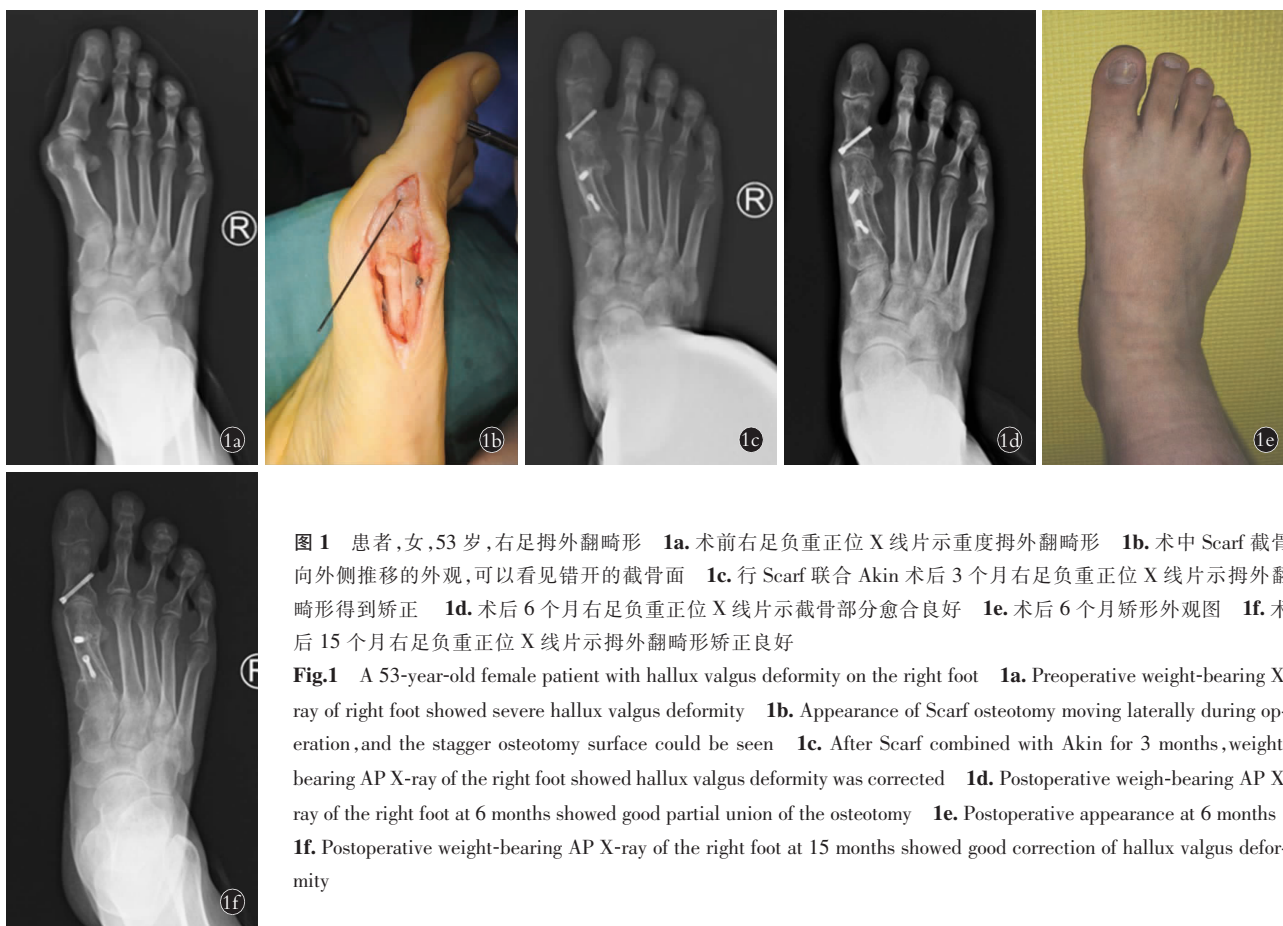 R
1a
1b
R
1c
1d
1e
1f
图 1 患者,女,53 岁,右足拇外翻畸形 1a. 术前右足负重正位 X 线片示重度拇外翻畸形 1b. 术中 Scarf 截骨
向外侧推移的外观,可以看见错开的截骨面 1c. 行 Scarf 联合 Akin 术后 3 个月右足负重正位 X 线片示拇外翻
畸形得到矫正 1d. 术后 6 个月右足负重正位 X 线片示截骨部分愈合良好 1e. 术后 6 个月矫形外观图 1f. 术
后 15 个月右足负重正位 X 线片示拇外翻畸形矫正良好
Fig.1 A 53-year-old female patient with hallux valgus deformity on the right foot 1a. Preoperative weight-bearing X
ray of right foot showed severe hallux valgus deformity 1b. Appearance of Scarf osteotomy moving laterally during op-
eration,and the stagger osteotomy surface could be seen 1c. After Scarf combined with Akin for 3 months,weight
bearing AP X-ray of the right foot showed hallux valgus deformity was corrected 1d. Postoperative weigh-bearing AP X
ray of the right foot at 6 months showed good partial union of the osteotomy 1e. Postoperative appearance at 6 months
1f. Postoperative weight-bearing AP X-ray of the right foot at 15 months showed good correction of hallux valgus defor-
mity